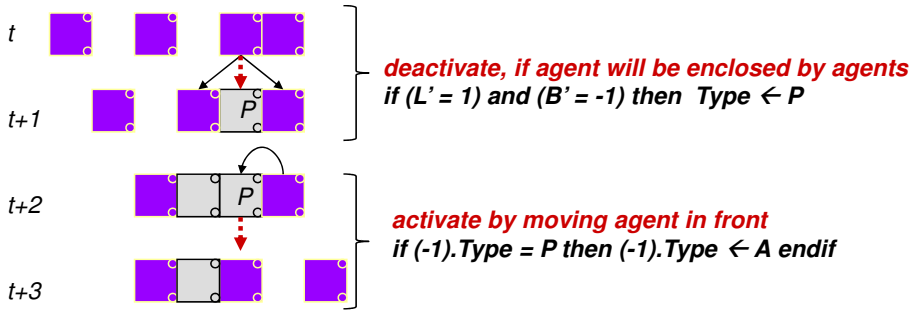 t
deactivate, if agent will be enclosed by agents
if (L' = 1) and (B' = -1) then Type ← P
P
t+1
t+2
P
activate by moving agent in front
if (-1).Type = P then (-1).Type ← A endif
t+3